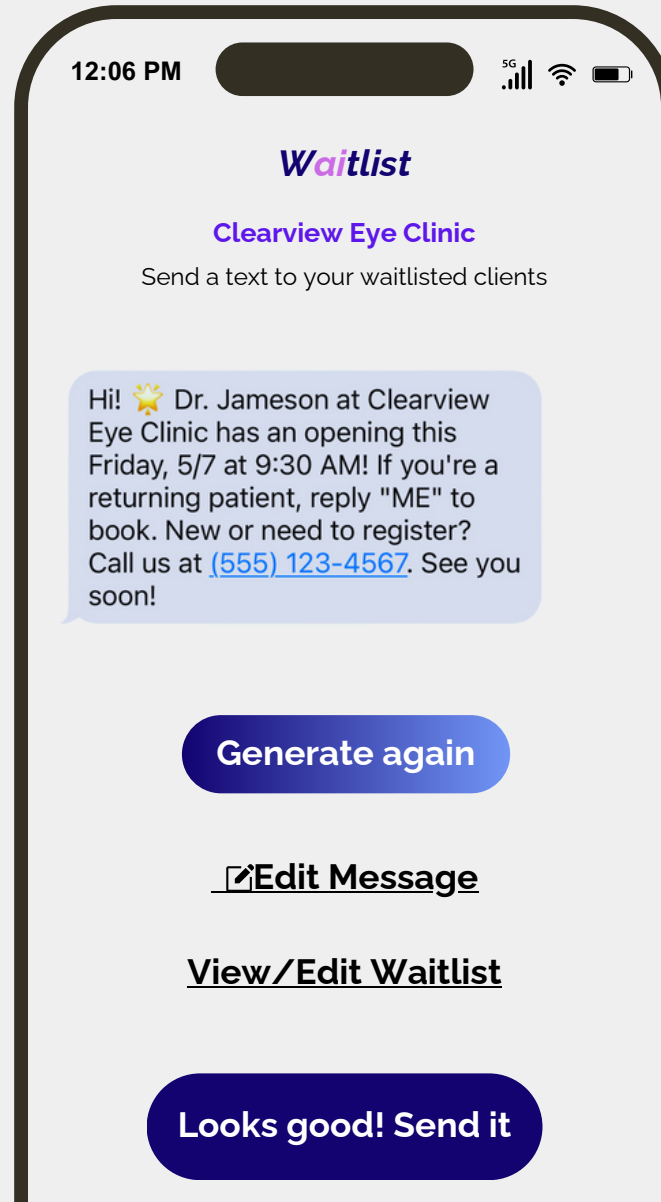 12:06 PM
5G
Waitlist
Clearview Eye Clinic
Send a text to your waitlisted clients
Hi! 🌟 Dr. Jameson at Clearview
Eye Clinic has an opening this
Friday, 5/7 at 9:30 AM! If you're a
returning patient, reply "ME" to
book. New or need to register?
Call us at (555) 123-4567. See you
soon!
Generate again
Edit Message
View/Edit Waitlist
Looks good! Send it